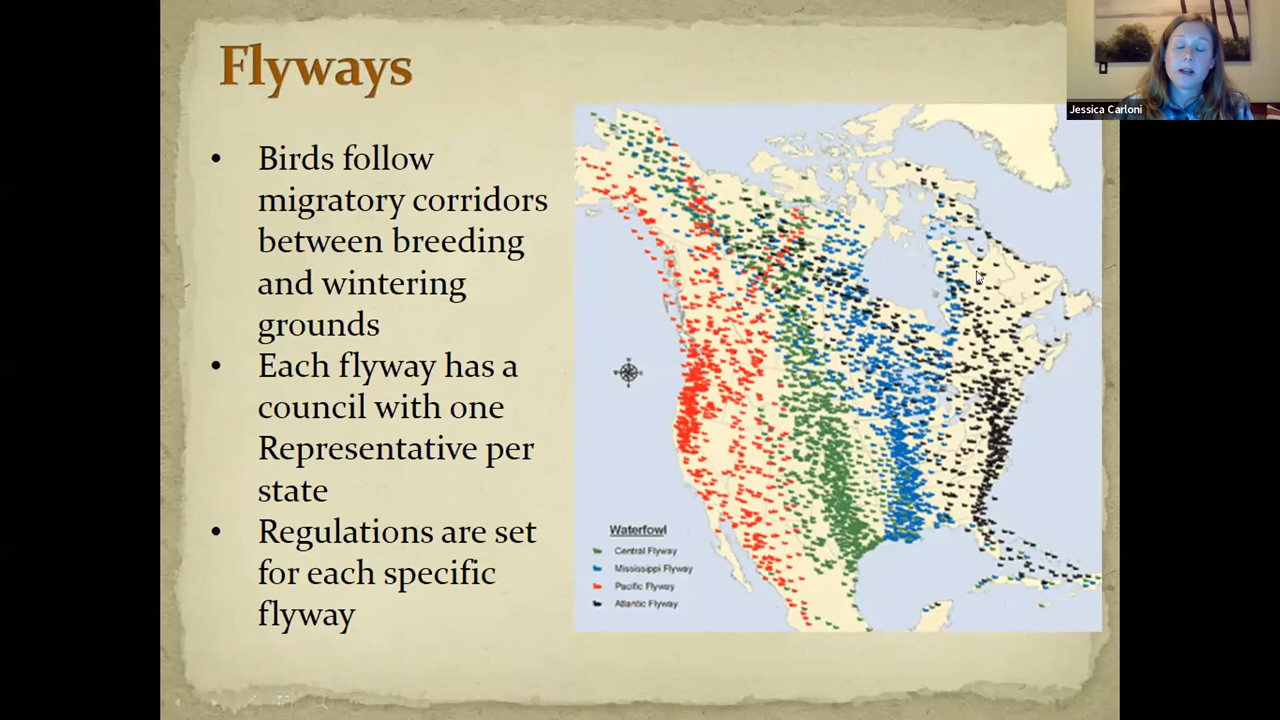 Flyways
Jessica Carloni
• Birds follow
migratory corridors
between breeding
and wintering
grounds
• Each flyway has a
council with one
Representative per
state
• Regulations are set
for each specific
flyway
Waterfowl
Central Flyway
Mississippi Flyway
Pacific Flyway
Atlantic Flyway